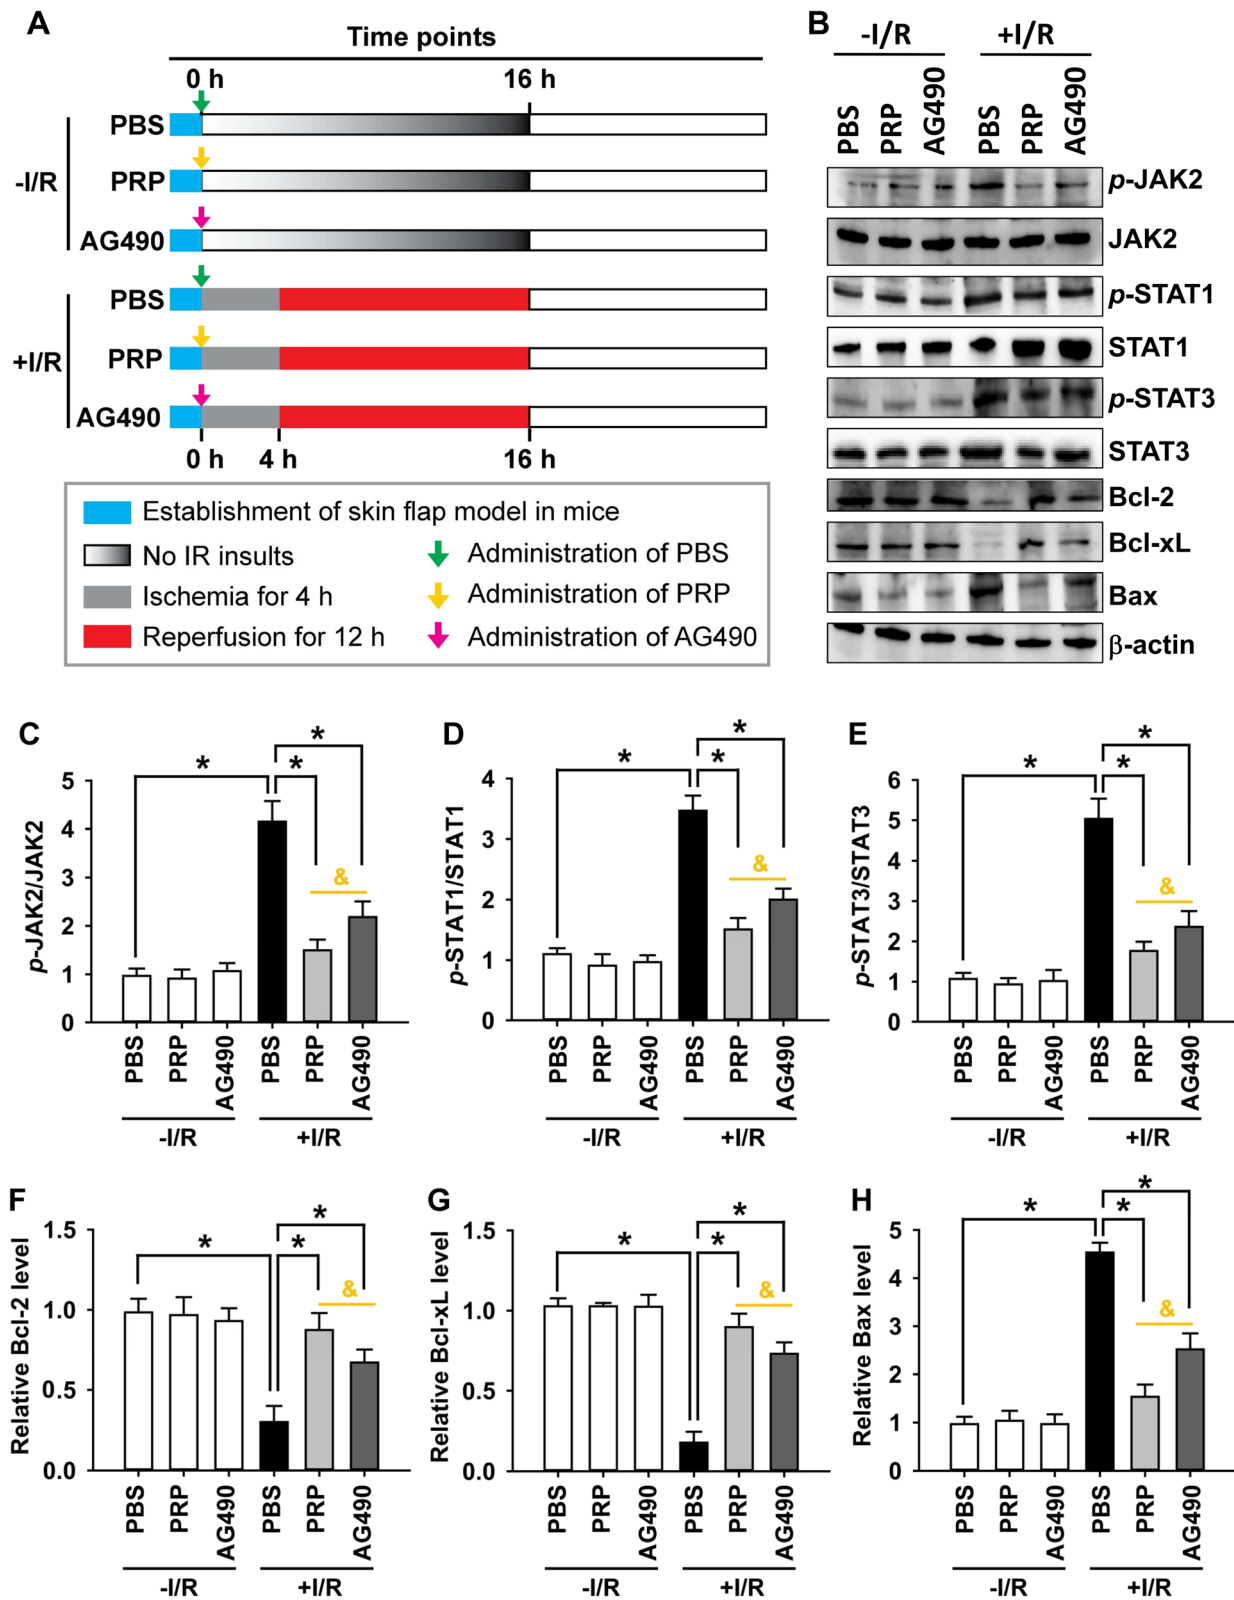 A
Time points
0 h 16 h
PBS
PRP
AG490
-I/R
PBS
PRP
AG490
+I/R
0 h 4 h 16 h
Establishment of skin flap model in mice
No IR insults
Ischemia for 4 h
Reperfusion for 12 h
Administration of PBS
Administration of PRP
Administration of AG490
B
-I/R +I/R
PBS PRP AG490 PBS PRP AG490
p-JAK2
JAK2
p-STAT1
STAT1
p-STAT3
STAT3
Bcl-2
Bcl-xL
Bax
β-actin
C
p-JAK2/JAK2
5
4
3
2
1
0
* * *
&
PBS PRP AG490 PBS PRP AG490
-I/R +I/R
D
p-STAT1/STAT1
4
3
2
1
0
* * *
&
PBS PRP AG490 PBS PRP AG490
-I/R +I/R
E
p-STAT3/STAT3
6
5
4
3
2
1
0
* * *
&
PBS PRP AG490 PBS PRP AG490
-I/R +I/R
F
Relative Bcl-2 level
1.5
1.0
0.5
0.0
* * *
&
PBS PRP AG490 PBS PRP AG490
-I/R +I/R
G
Relative Bcl-xL level
1.5
1.0
0.5
0.0
* * *
&
PBS PRP AG490 PBS PRP AG490
-I/R +I/R
H
Relative Bax level
5
4
3
2
1
0
* * *
&
PBS PRP AG490 PBS PRP AG490
-I/R +I/R